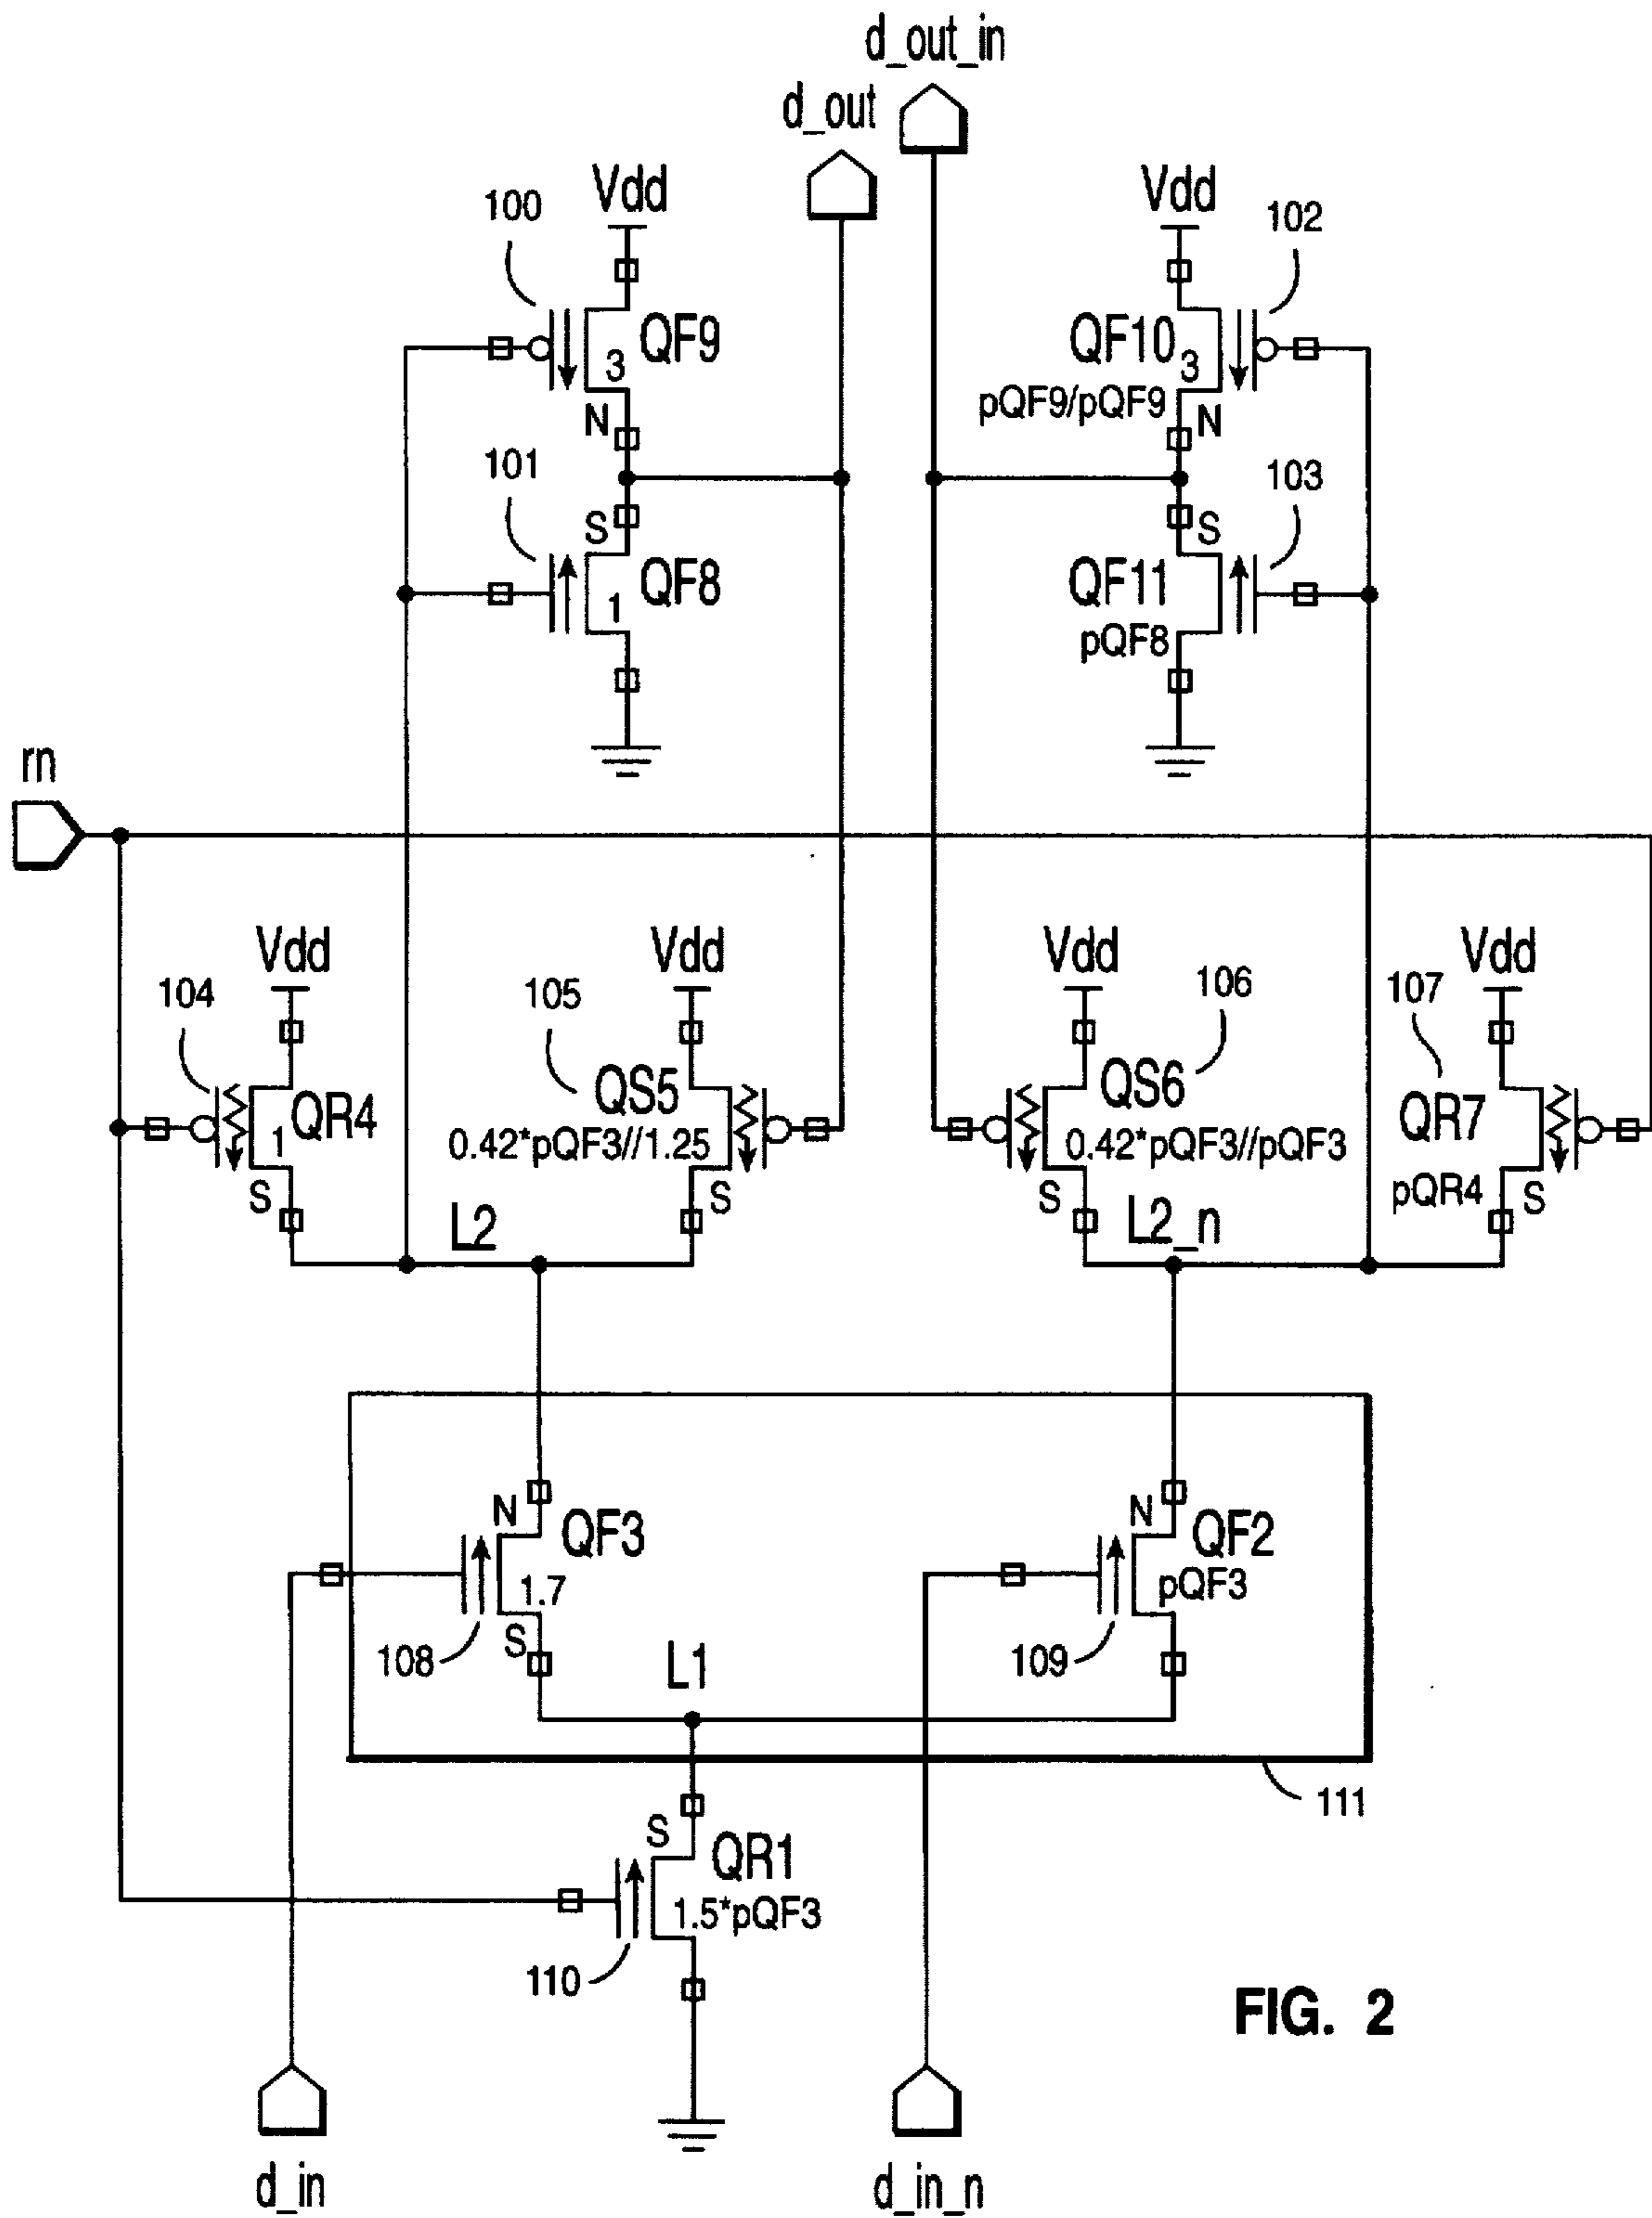 d_out_in
d_out
Vdd
Vdd
100
102
QF9
QF10
3
3
pQF9/pQF9
N
N
101
103
S
S
QF8
QF11
1
pQF8
rn
Vdd
Vdd
Vdd
Vdd
104
105
106
107
QR4
QS5
QS6
QR7
1
0.42*pQF3//1.25
0.42*pQF3//pQF3
pQR4
S
S
S
S
L2
L2_n
N
QF3
N
QF2
1.7
pQF3
108
S
109
L1
111
S
QR1
1.5*pQF3
110
FIG. 2
d_in
d_in_n